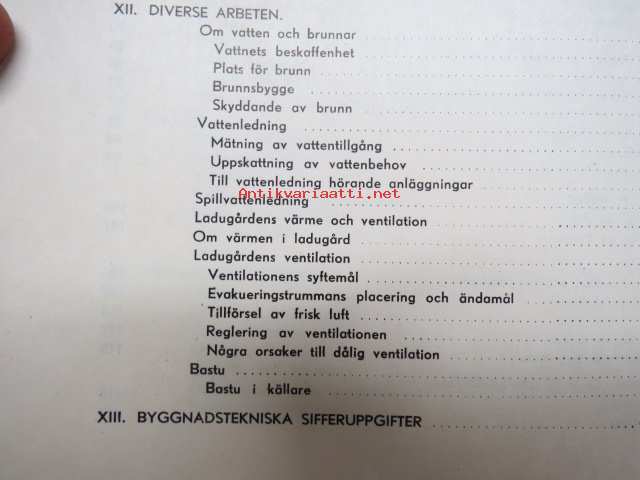 XII. DIVERSE ARBETEN.
Om vatten och brunnar
Vattnets beskaffenhet
Plats för brunn
Brunnsbygge
Skyddande av brunn
Vattenledning
Mätning av vattentillgång
Uppskattning av vattenbehov
Till vattenledning hörande anläggningar
Antikvariaatti.net
Spillvattenledning
Ladugårdens värme och ventilation
Om värmen i ladugård
Ladugårdens ventilation
Ventilationens syftemål
Evakueringstrummans placering och ändamål
Tillförsel av frisk luft
Reglering av ventilationen
Några orsaker till dålig ventilation
Bastu
Bastu i källare
XIII. BYGGNADSTEKNISKA SIFFERUPPGIFTER